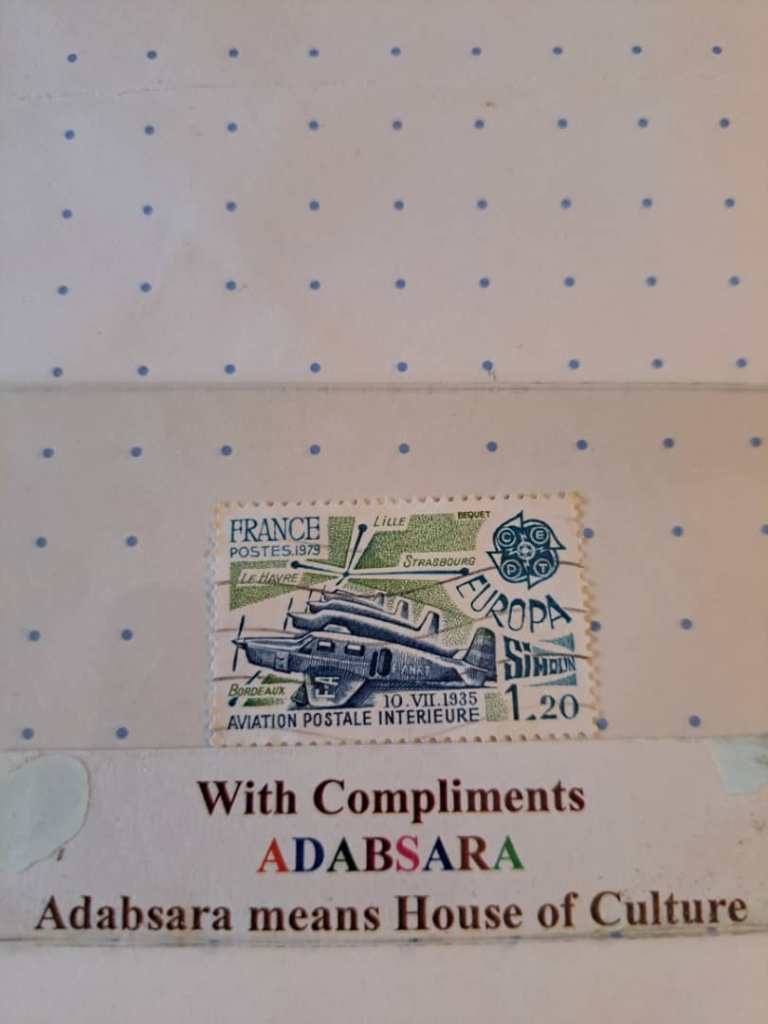 FRANCE
POSTES.1979
LILLE
BEQUET
STRASBOURG
LE HAVRE
CEPT
EUROPA
SIMOUN
BORDEAUX
10.VII.1935
1.20
AVIATION POSTALE INTERIEURE
With Compliments
ADABSARA
Adabsara means House of Culture